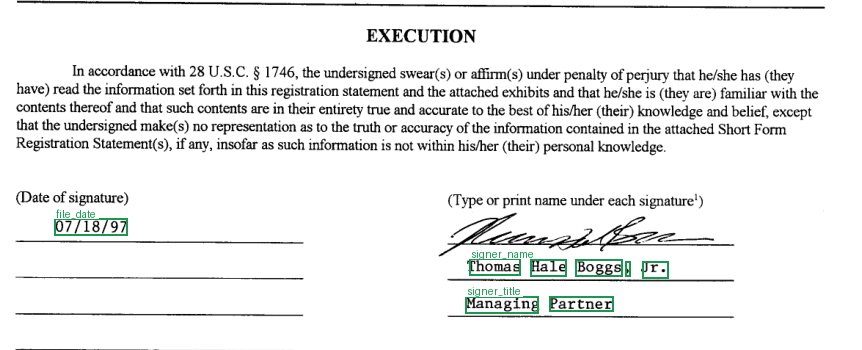 EXECUTION
In accordance with 28 U.S.C. § 1746, the undersigned swear(s) or affirm(s) under penalty of perjury that he/she has (they
have) read the information set forth in this registration statement and the attached exhibits and that he/she is (they are) familiar with the
contents thereof and that such contents are in their entirety true and accurate to the best of his/her (their) knowledge and belief, except
that the undersigned make(s) no representation as to the truth or accuracy of the information contained in the attached Short Form
Registration Statement(s), if any, insofar as such information is not within his/her (their) personal knowledge.
(Date of signature)
(Type or print name under each signature¹)
file_date
07/18/97
signer_name
Thomas Hale Boggs, Jr.
signer_title
Managing Partner